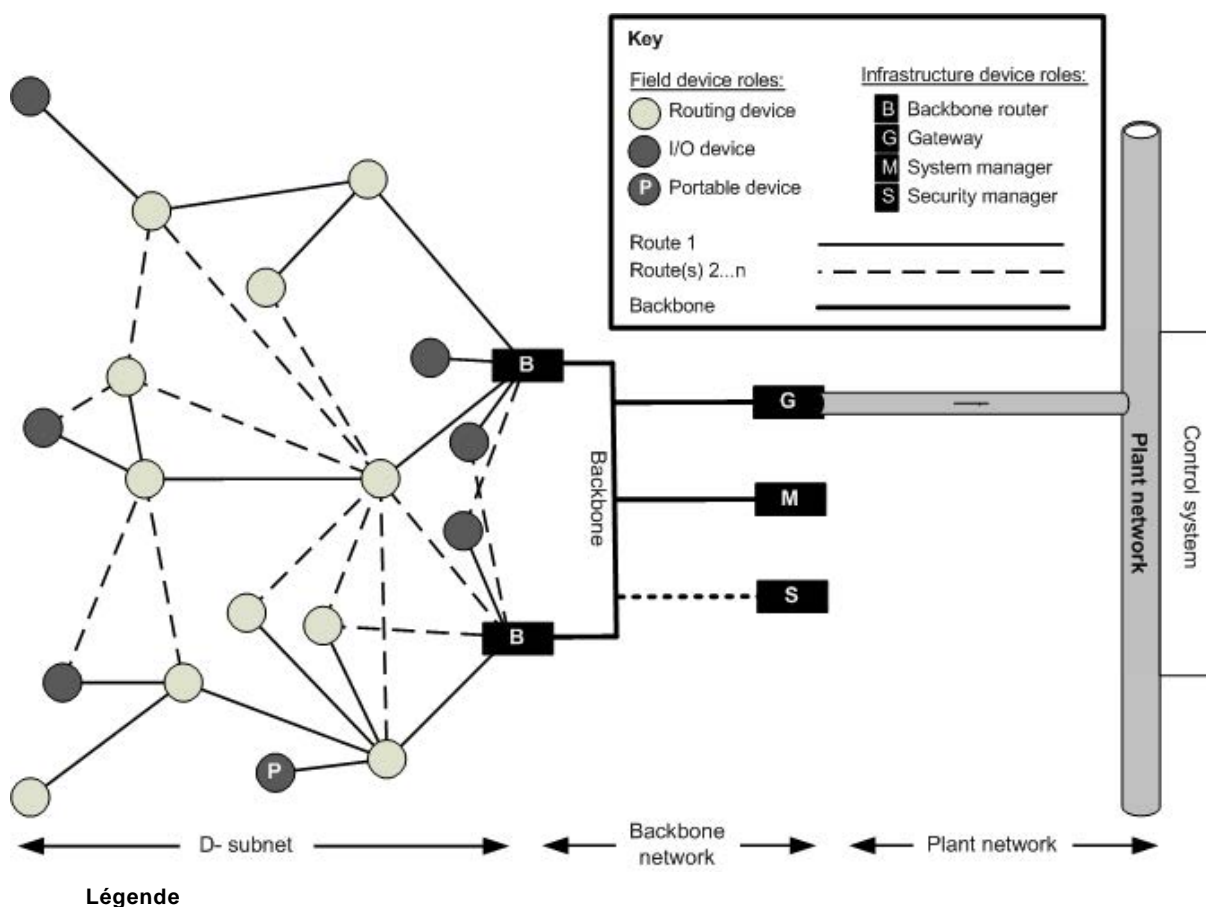 Key
Field device roles:
Routing device
I/O device
P Portable device
Infrastructure device roles:
B Backbone router
G Gateway
M System manager
S Security manager
Route 1
Route(s) 2...n
Backbone
B
G
M
S
B
P
Backbone
Plant network
Control system
D- subnet
Backbone
network
Plant network
Légende